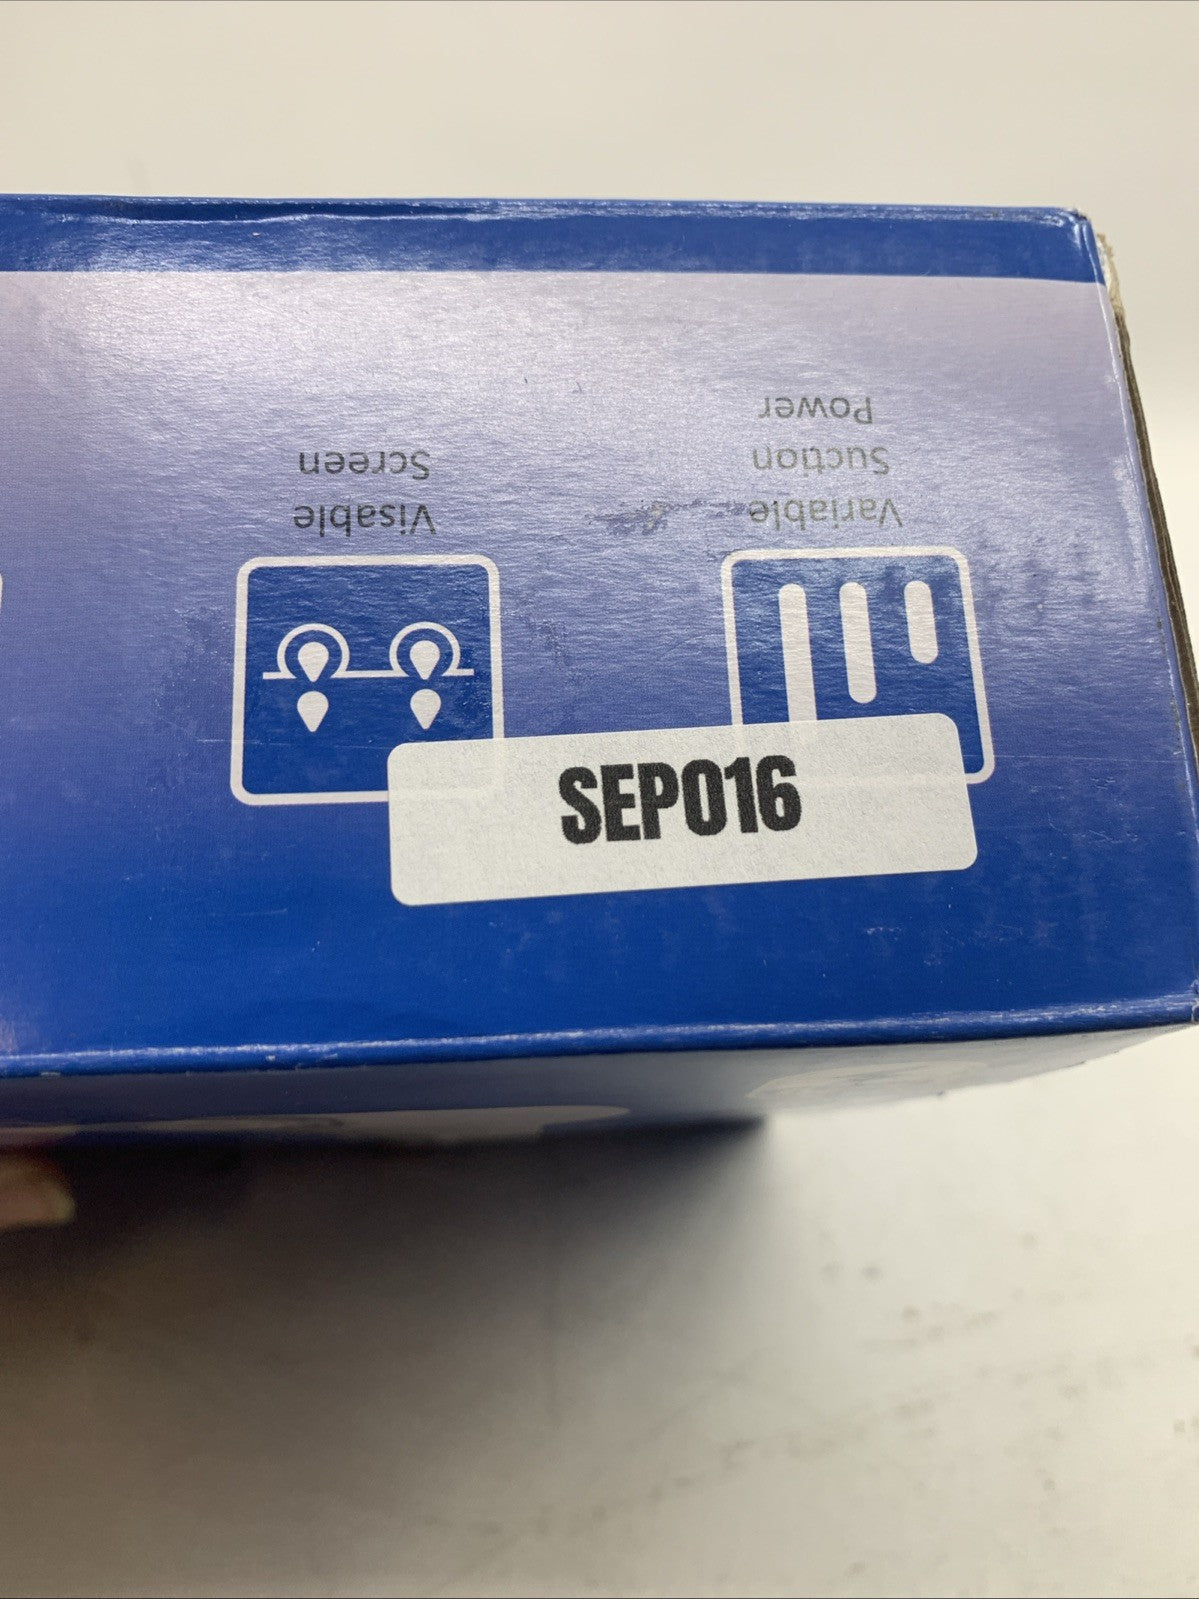 Visable
Screen
Variable
Suction
Power
SEP016